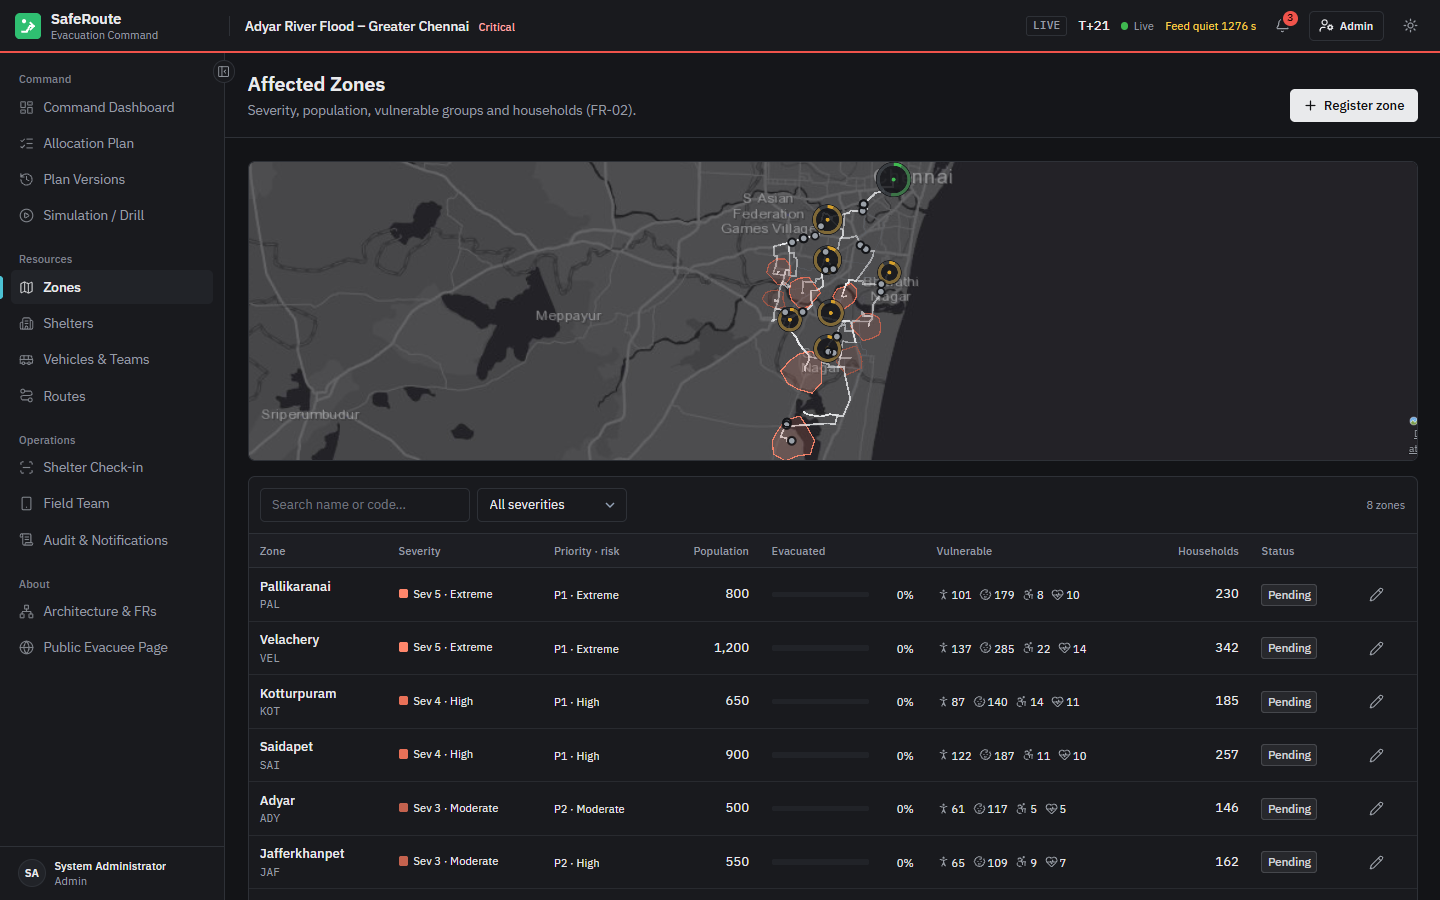 SafeRoute
Evacuation Command
Adyar River Flood – Greater Chennai Critical
LIVE T+21 Live Feed quiet 1276 s 3 Admin
Command
Command Dashboard
Allocation Plan
Plan Versions
Simulation / Drill
Resources
Zones
Shelters
Vehicles & Teams
Routes
Operations
Shelter Check-in
Field Team
Audit & Notifications
About
Architecture & FRs
Public Evacuee Page
SA System Administrator
Admin
Affected Zones
Severity, population, vulnerable groups and households (FR-02).
Register zone
S Asian
Federation
Games Village
Meppayur
Nagar
Nagar
Sriperumbudur
Search name or code...
All severities
8 zones
Zone Severity Priority · risk Population Evacuated Vulnerable Households Status
Pallikaranai
PAL
Sev 5 · Extreme P1 · Extreme 800 0% 101 179 8 10 230 Pending
Velachery
VEL
Sev 5 · Extreme P1 · Extreme 1,200 0% 137 285 22 14 342 Pending
Kotturpuram
KOT
Sev 4 · High P1 · High 650 0% 87 140 14 11 185 Pending
Saidapet
SAI
Sev 4 · High P1 · High 900 0% 122 187 11 10 257 Pending
Adyar
ADY
Sev 3 · Moderate P2 · Moderate 500 0% 61 117 5 5 146 Pending
Jafferkhanpet
JAF
Sev 3 · Moderate P2 · High 550 0% 65 109 9 7 162 Pending